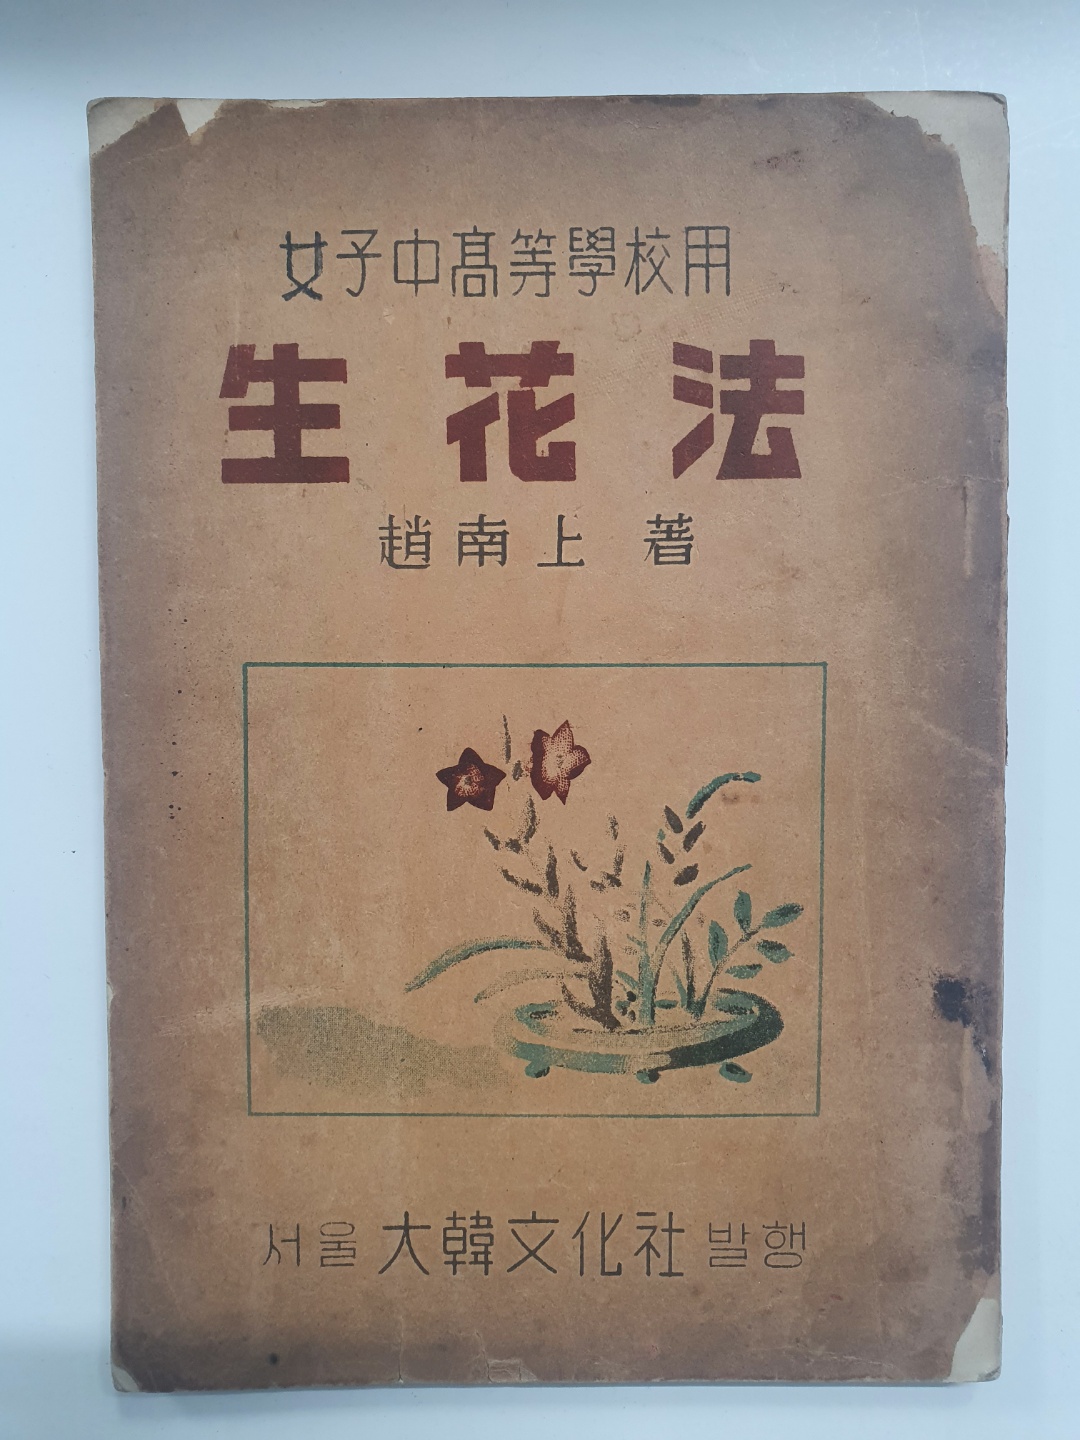 女子中髙等學校用
生花法
趙南上 著
서울 大韓文化社 발행